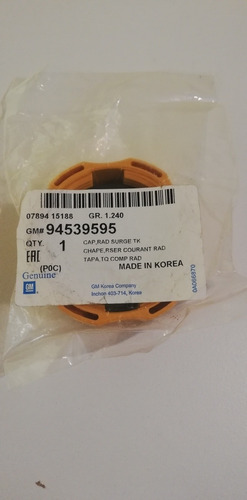 07894 15188 GR. 1.240
GM# 94539595
QTY. 1 CAP,RAD SURGE TK
CHAPE,RSER COURANT RAD
TAPA,TQ COMP RAD
EAC
(P0C) MADE IN KOREA
Genuine
GM
GM Korea Company
Incheon 403-714, Korea